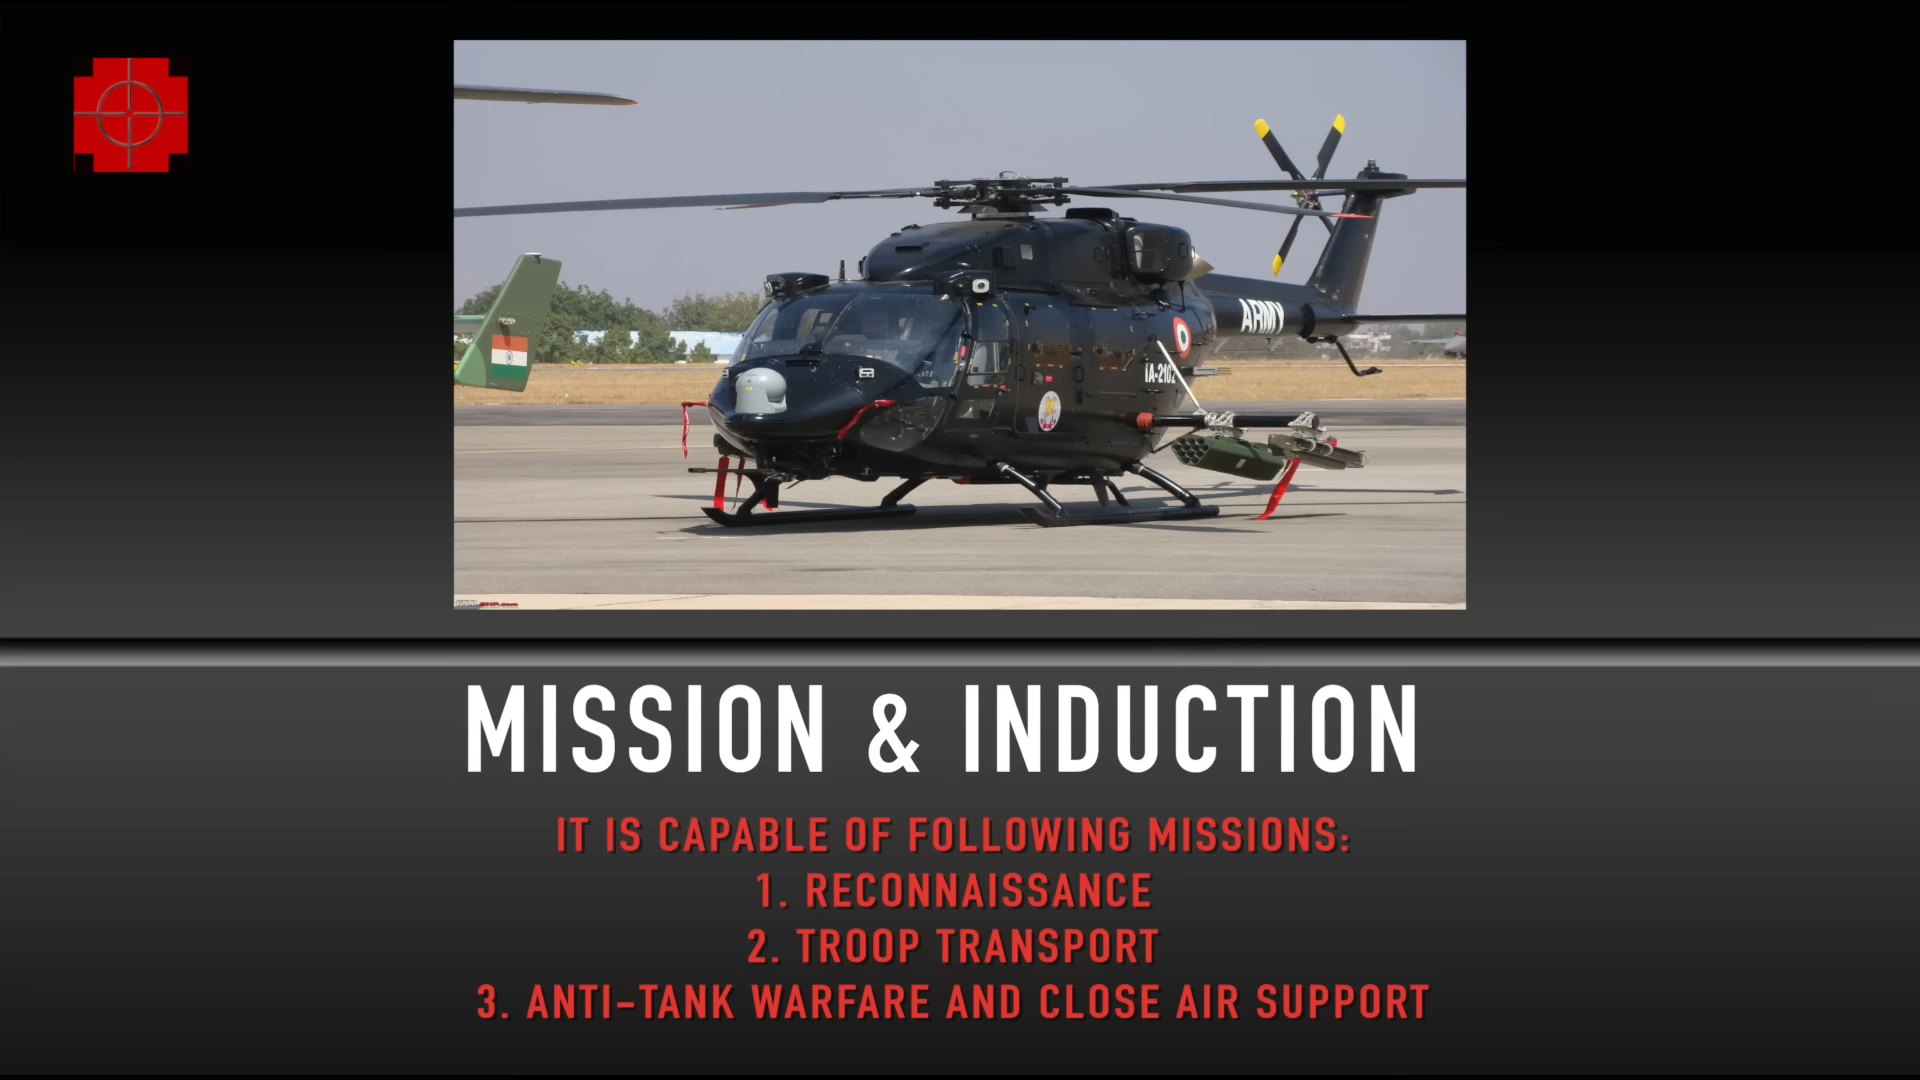 ARMY
IA-2102
MISSION & INDUCTION
IT IS CAPABLE OF FOLLOWING MISSIONS:
1. RECONNAISSANCE
2. TROOP TRANSPORT
3. ANTI-TANK WARFARE AND CLOSE AIR SUPPORT